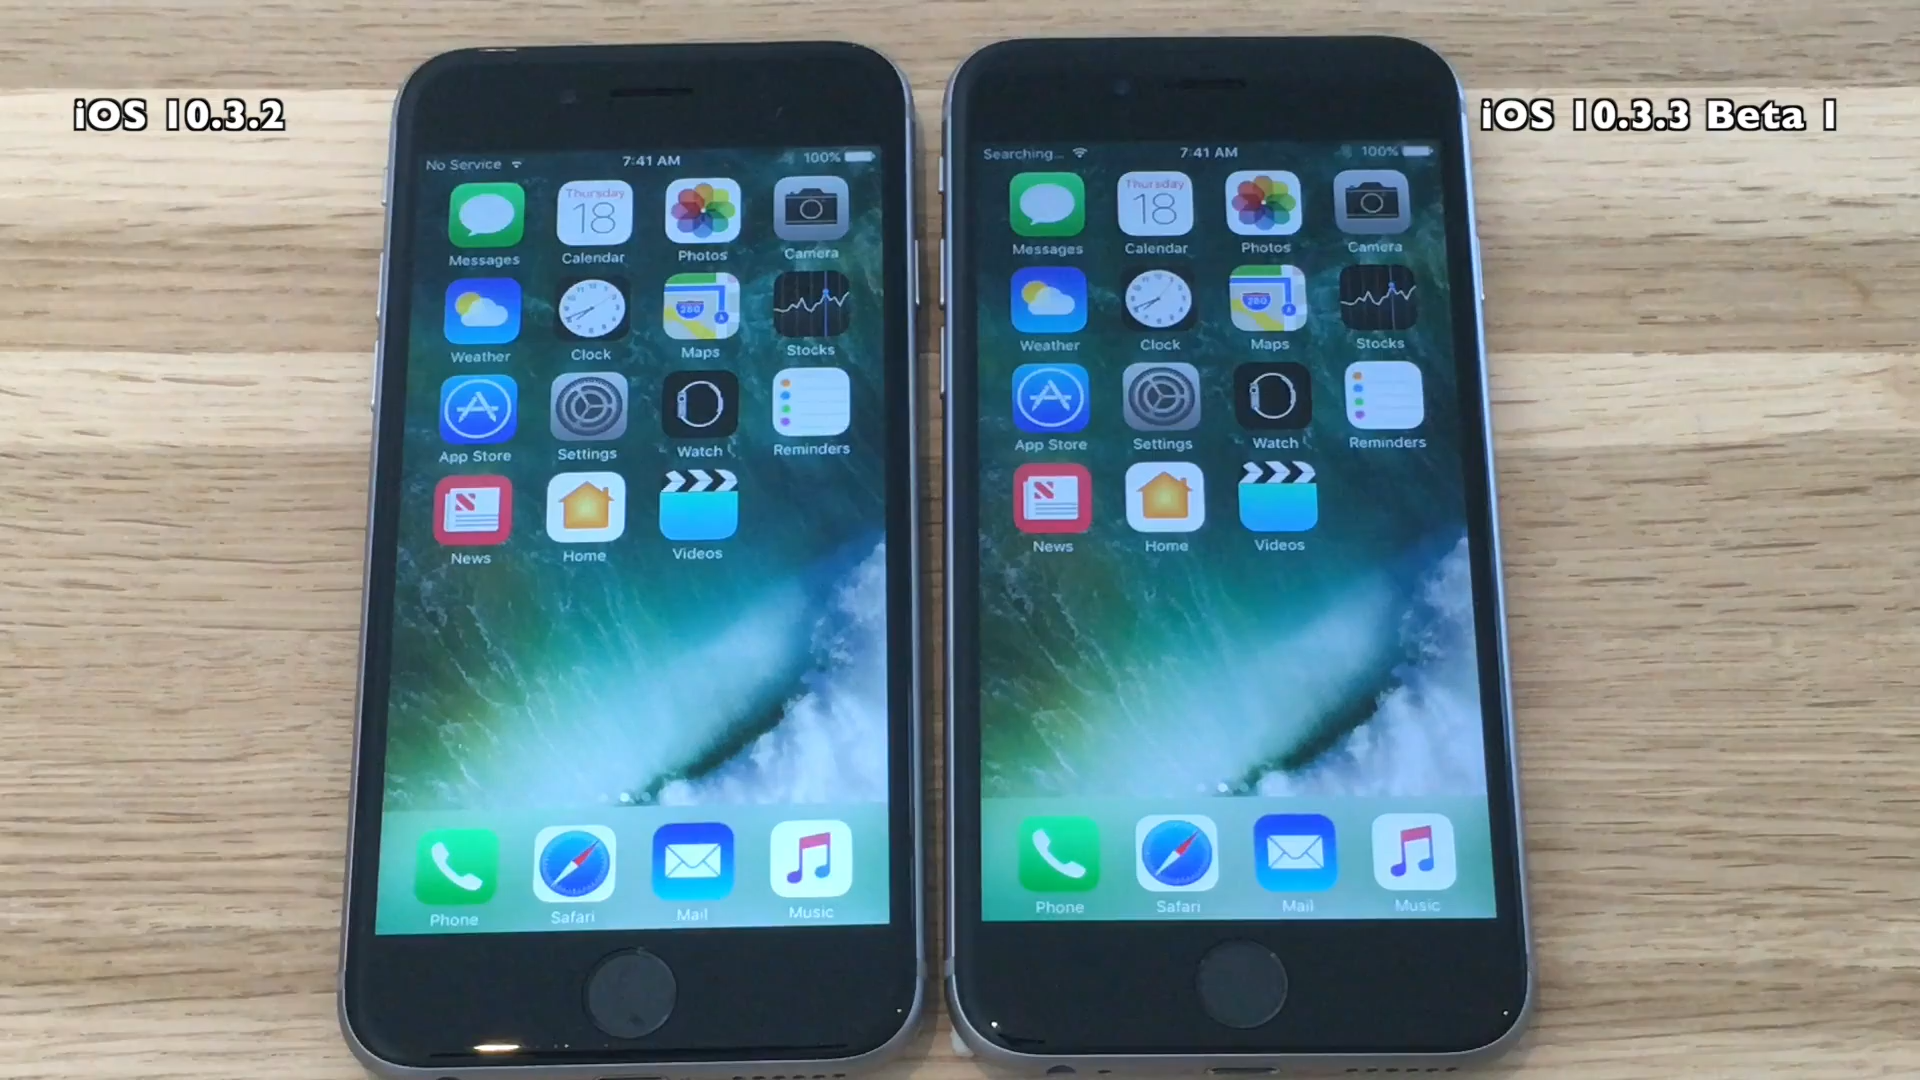 iOS 10.3.2
iOS 10.3.3 Beta 1
No Service 7:41 AM 100%
Thursday
18
Messages Calendar Photos Camera
280
Weather Clock Maps Stocks
App Store Settings Watch Reminders
News Home Videos
Phone Safari Mail Music
Searching... 7:41 AM 100%
Thursday
18
Messages Calendar Photos Camera
280
Weather Clock Maps Stocks
App Store Settings Watch Reminders
News Home Videos
Phone Safari Mail Music